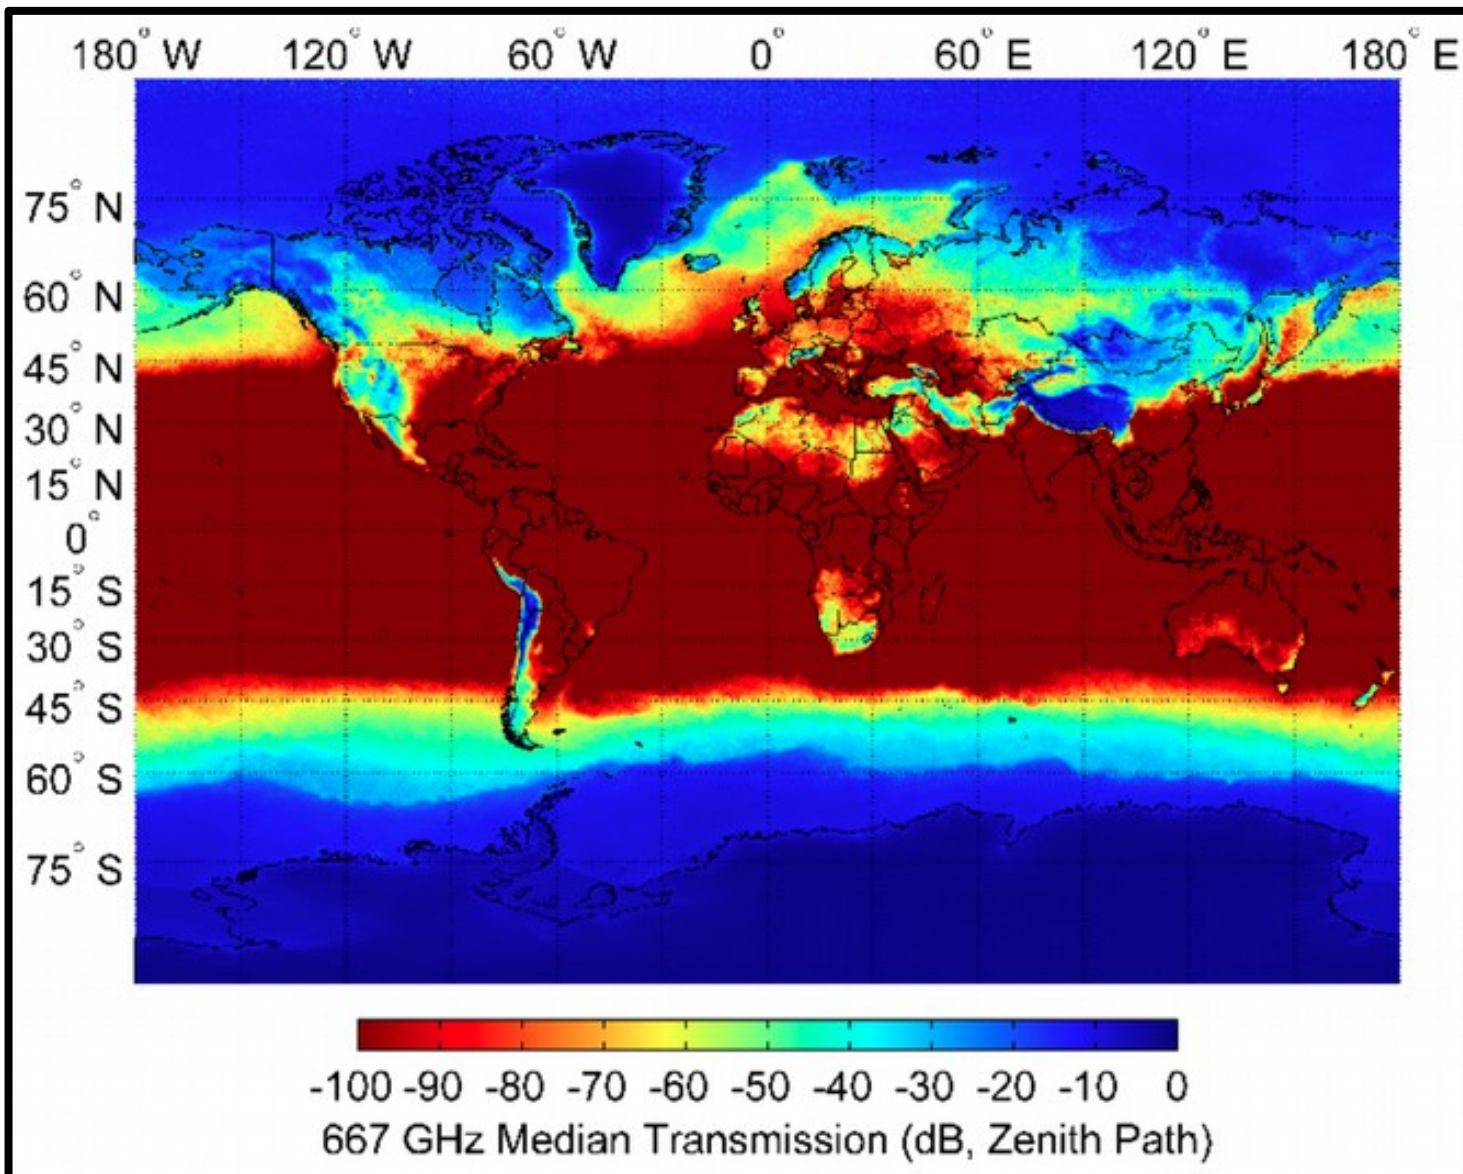 180° W 120° W 60° W 0° 60° E 120° E 180° E
75° N
60° N
45° N
30° N
15° N
0°
15° S
30° S
45° S
60° S
75° S
-100 -90 -80 -70 -60 -50 -40 -30 -20 -10 0
667 GHz Median Transmission (dB, Zenith Path)